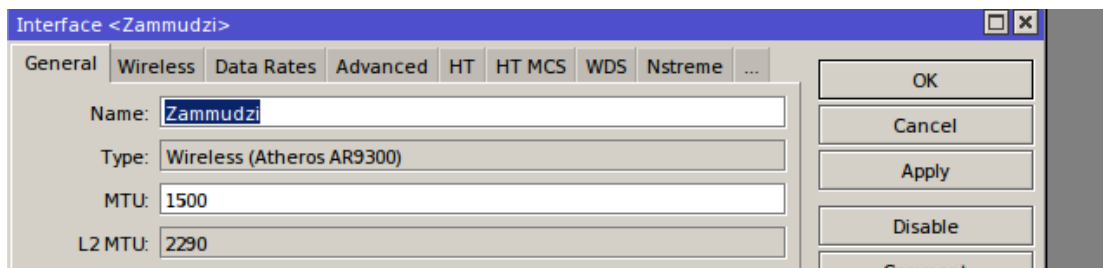 Interface <Zammudzi>
General Wireless Data Rates Advanced HT HT MCS WDS Nstreme ...
OK
Name: Zammudzi
Cancel
Type: Wireless (Atheros AR9300)
Apply
MTU: 1500
Disable
L2 MTU: 2290